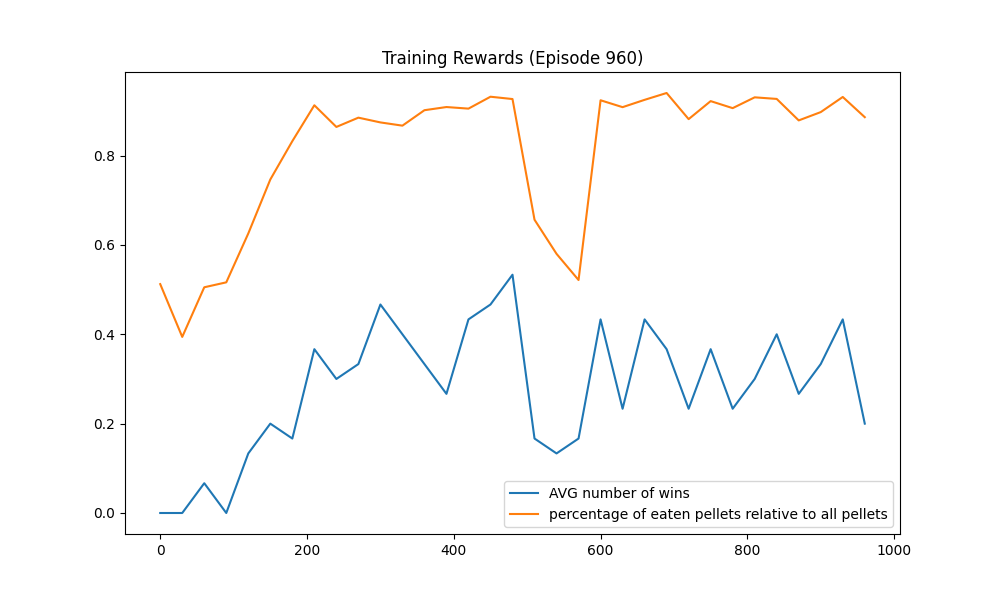 Training Rewards (Episode 960)
0.8
0.6
0.4
0.2
0.0
AVG number of wins
percentage of eaten pellets relative to all pellets
0 200 400 600 800 1000